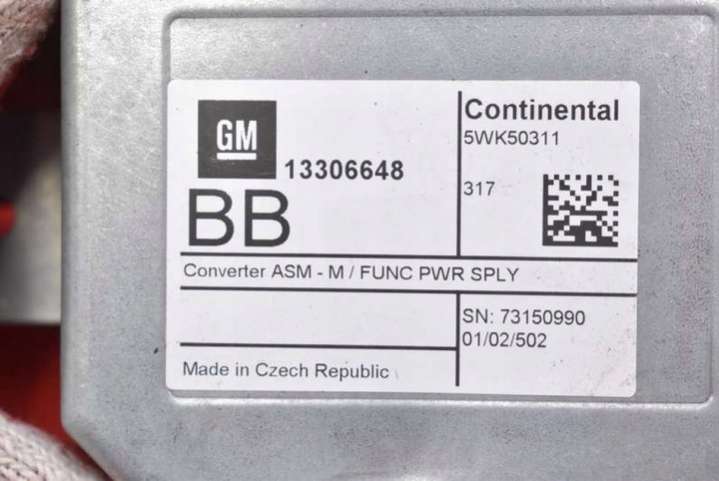 GM
13306648
BB
Continental
5WK50311
317
Converter ASM - M / FUNC PWR SPLY
SN: 73150990
01/02/502
Made in Czech Republic